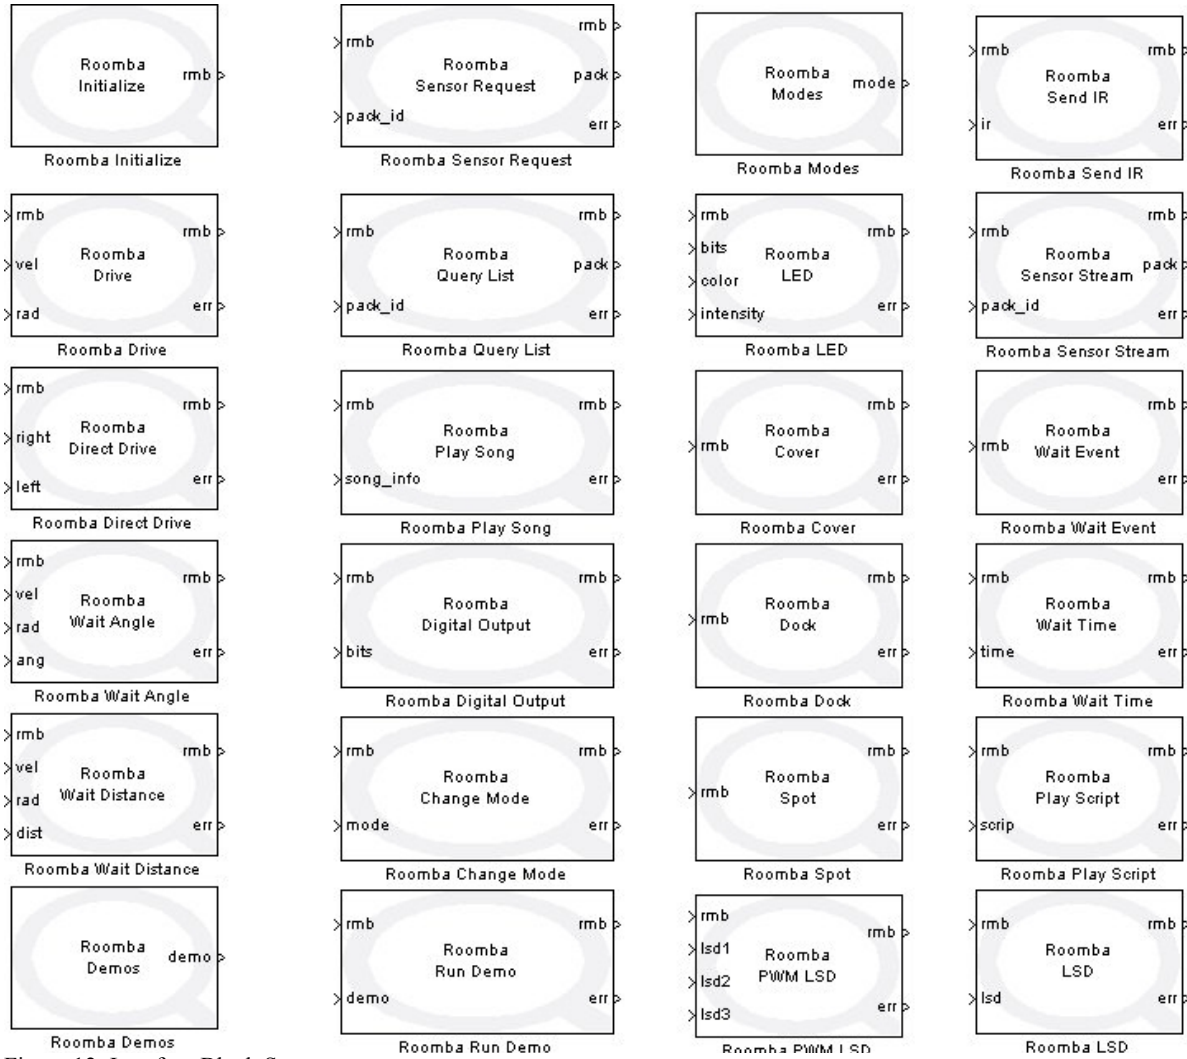 Roomba
Initialize
rmb
Roomba Initialize
rmb
pack_id
Roomba
Sensor Request
rmb
pack
err
Roomba Sensor Request
Roomba
Modes
mode
Roomba Modes
rmb
ir
Roomba
Send IR
rmb
err
Roomba Send IR
rmb
vel
rad
Roomba
Drive
rmb
err
Roomba Drive
rmb
pack_id
Roomba
Query List
rmb
pack
err
Roomba Query List
rmb
bits
color
intensity
Roomba
LED
rmb
err
Roomba LED
rmb
pack_id
Roomba
Sensor Stream
rmb
pack
err
Roomba Sensor Stream
rmb
right
left
Roomba
Direct Drive
rmb
err
Roomba Direct Drive
rmb
song_info
Roomba
Play Song
rmb
err
Roomba Play Song
rmb
Roomba
Cover
rmb
err
Roomba Cover
rmb
Roomba
Wait Event
rmb
err
Roomba Wait Event
rmb
vel
rad
ang
Roomba
Wait Angle
rmb
err
Roomba Wait Angle
rmb
bits
Roomba
Digital Output
rmb
err
Roomba Digital Output
rmb
Roomba
Dock
rmb
err
Roomba Dock
rmb
time
Roomba
Wait Time
rmb
err
Roomba Wait Time
rmb
vel
rad
dist
Roomba
Wait Distance
rmb
err
Roomba Wait Distance
rmb
mode
Roomba
Change Mode
rmb
err
Roomba Change Mode
rmb
Roomba
Spot
rmb
err
Roomba Spot
rmb
scrip
Roomba
Play Script
rmb
err
Roomba Play Script
Roomba
Demos
demo
Roomba Demos
rmb
demo
Roomba
Run Demo
rmb
err
Roomba Run Demo
rmb
lsd1
lsd2
lsd3
Roomba
PWM LSD
rmb
err
Roomba PWM LSD
rmb
lsd
Roomba
LSD
rmb
err
Roomba LSD